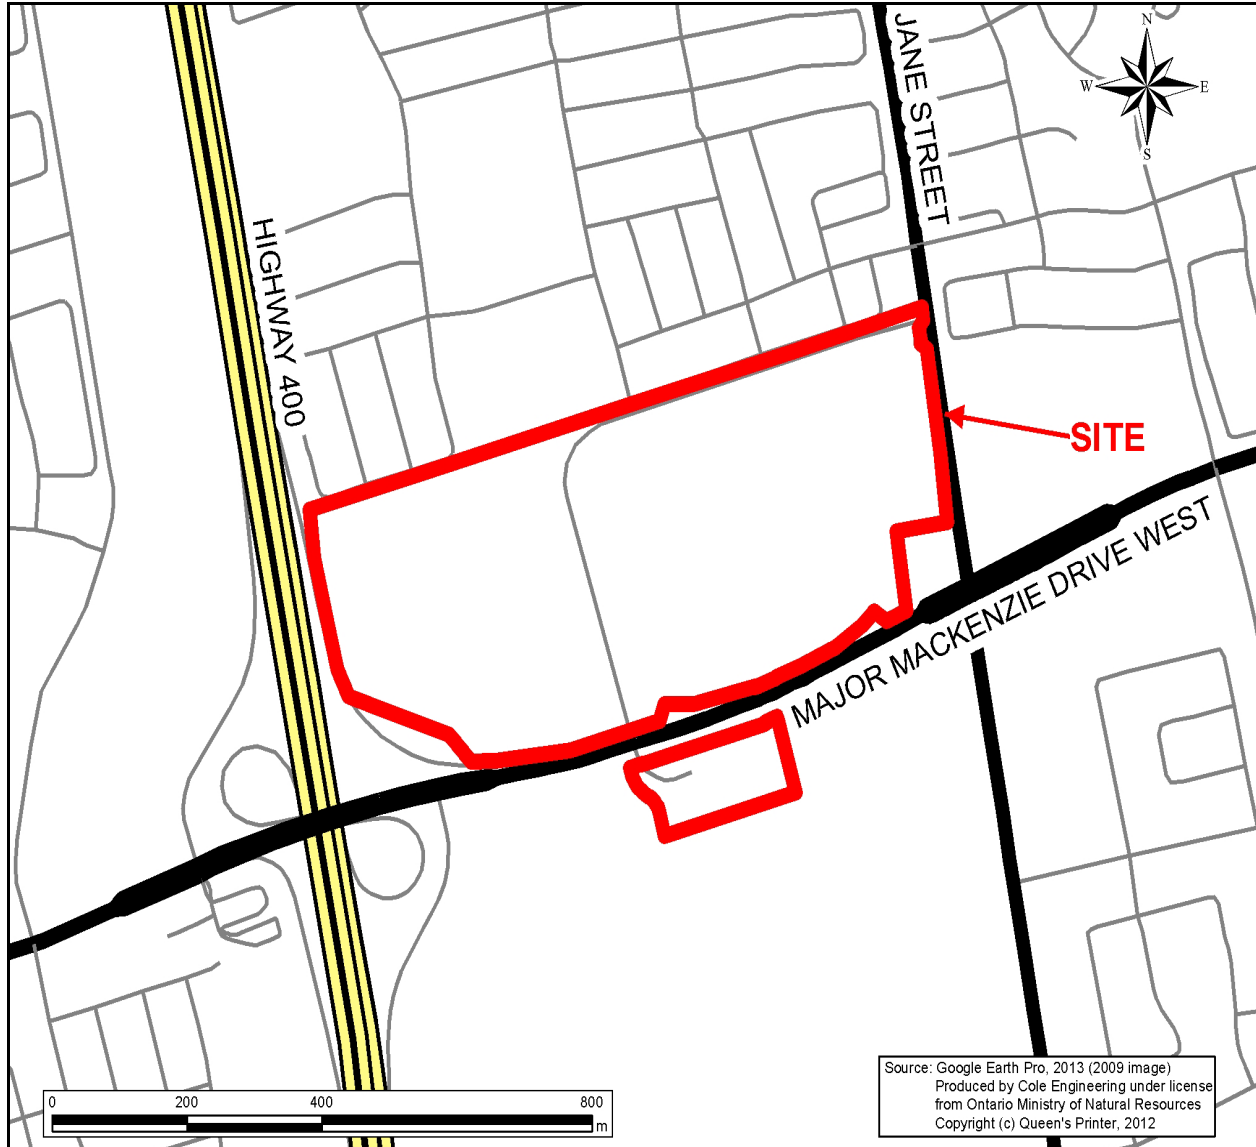 N
W E
S
JANE STREET
HIGHWAY 400
SITE
MAJOR MACKENZIE DRIVE WEST
0 200 400 800
m
Source: Google Earth Pro, 2013 (2009 image)
Produced by Cole Engineering under license
from Ontario Ministry of Natural Resources
Copyright (c) Queen's Printer, 2012